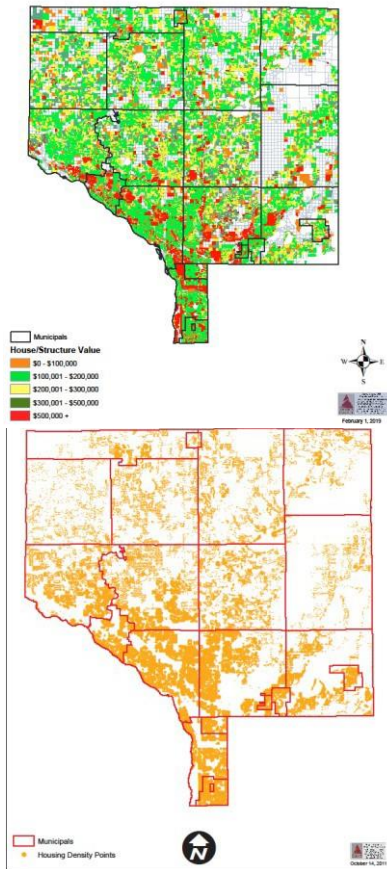 N
W E
S
Municipals
House/Structure Value
$0 - $100,000
$100,001 - $200,000
$200,001 - $300,000
$300,001 - $500,000
$500,000 +
February 1, 2019
Municipals
Housing Density Points
N
October 14, 2011